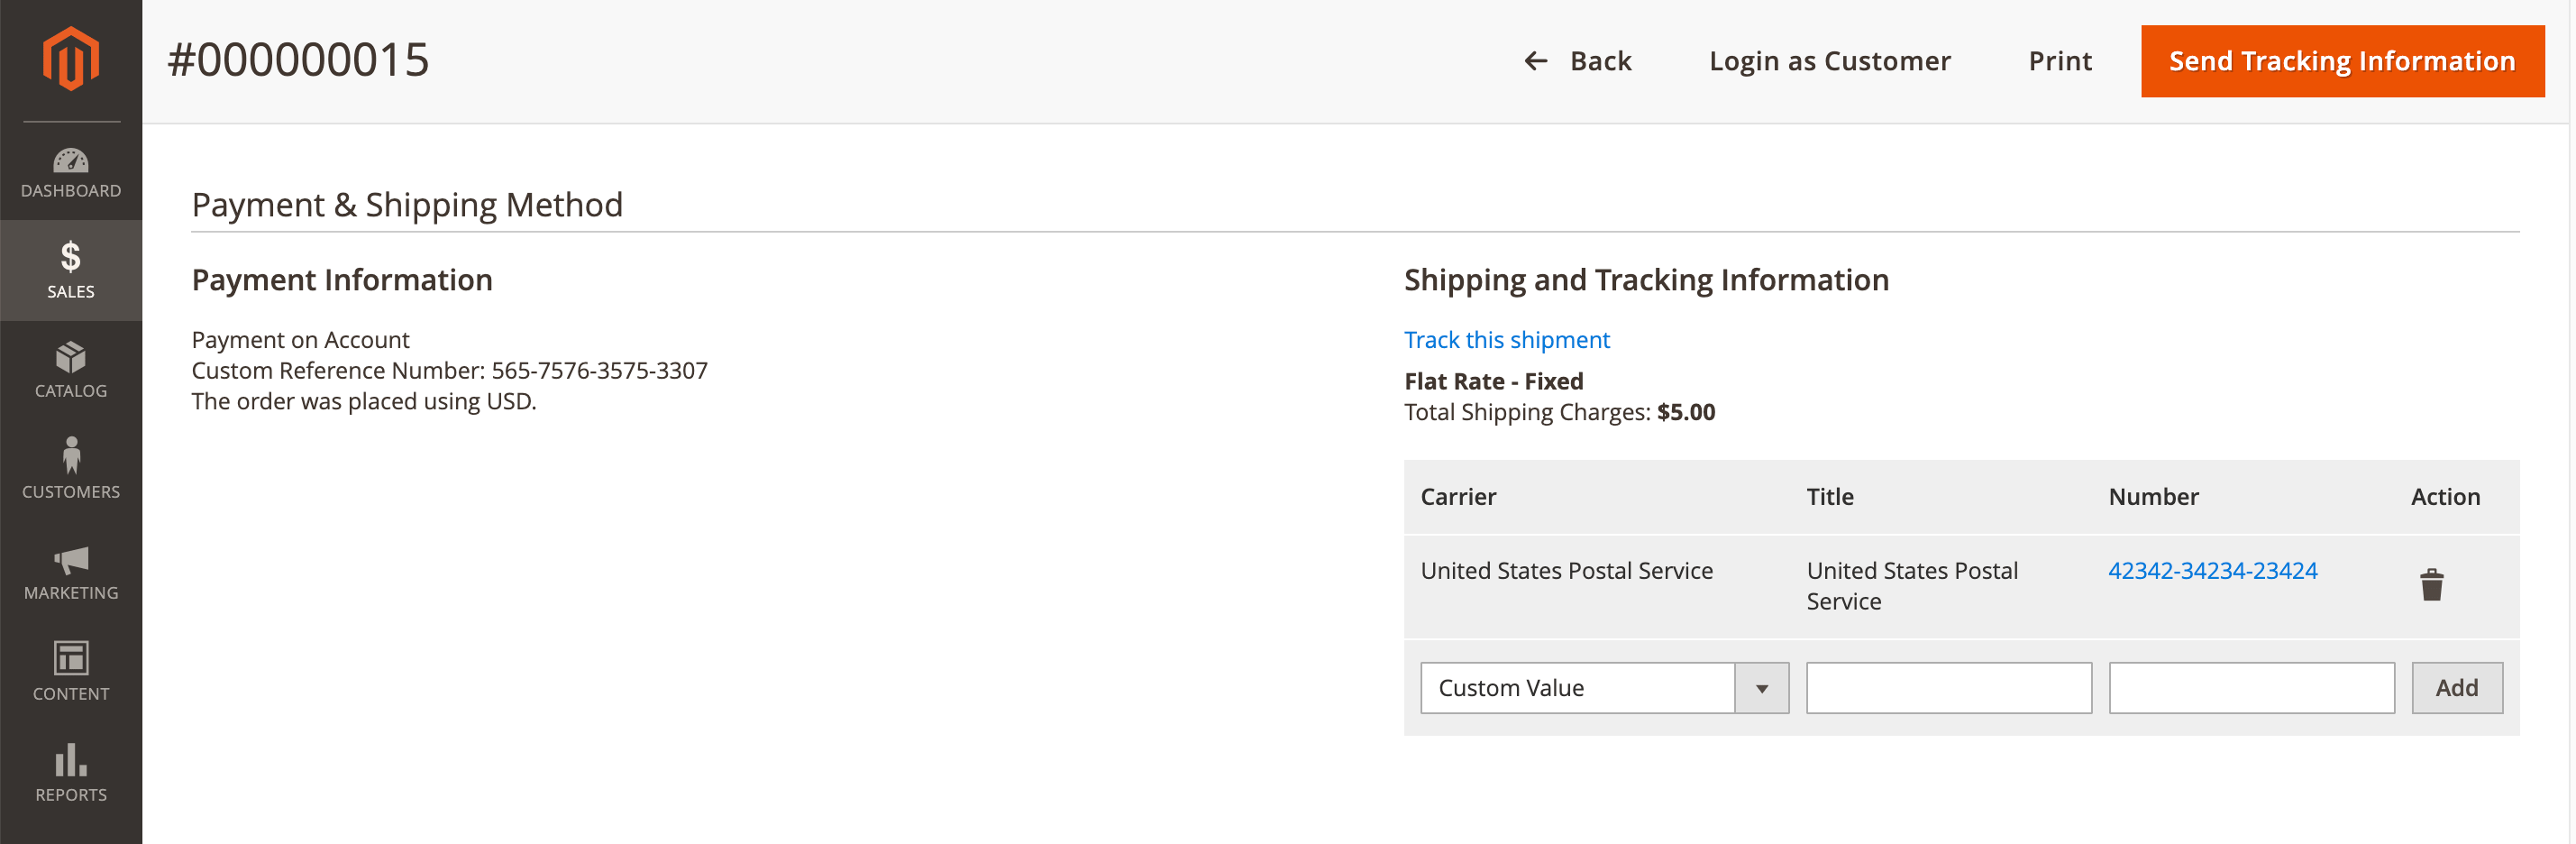 #000000015
Back
Login as Customer
Print
Send Tracking Information
DASHBOARD
SALES
CATALOG
CUSTOMERS
MARKETING
CONTENT
REPORTS
Payment & Shipping Method
Payment Information
Payment on Account
Custom Reference Number: 565-7576-3575-3307
The order was placed using USD.
Shipping and Tracking Information
Track this shipment
Flat Rate - Fixed
Total Shipping Charges: $5.00
Carrier Title Number Action
United States Postal Service
United States Postal
Service
42342-34234-23424
Custom Value
Add